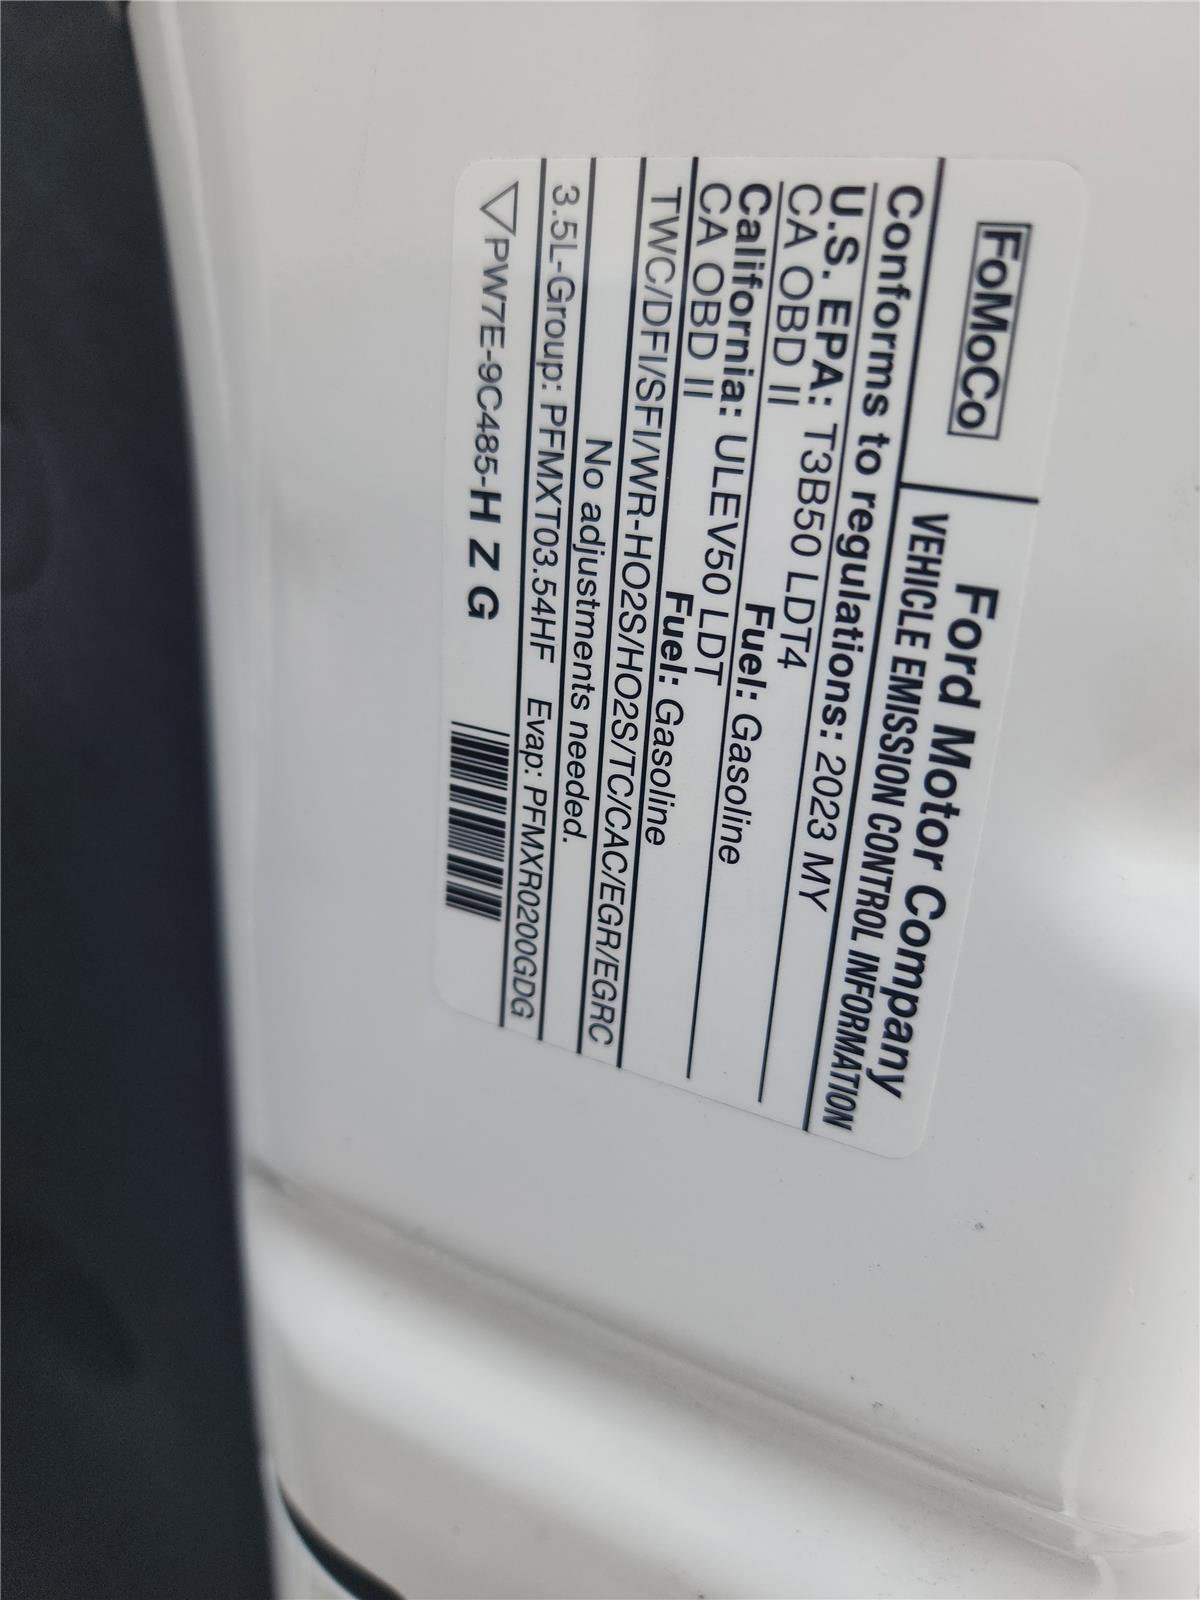 FoMoCo
Ford Motor Company
VEHICLE EMISSION CONTROL INFORMATION
Conforms to regulations: 2023 MY
U.S. EPA: T3B50 LDT4
CA OBD II Fuel: Gasoline
California: ULEV50 LDT
CA OBD II Fuel: Gasoline
TWC/DFI/SFI/WR-HO2S/HO2S/TC/CAC/EGR/EGRC
No adjustments needed.
3.5L-Group: PFMXT03.54HF Evap: PFMXR0200GDG
PW7E-9C485-H Z G